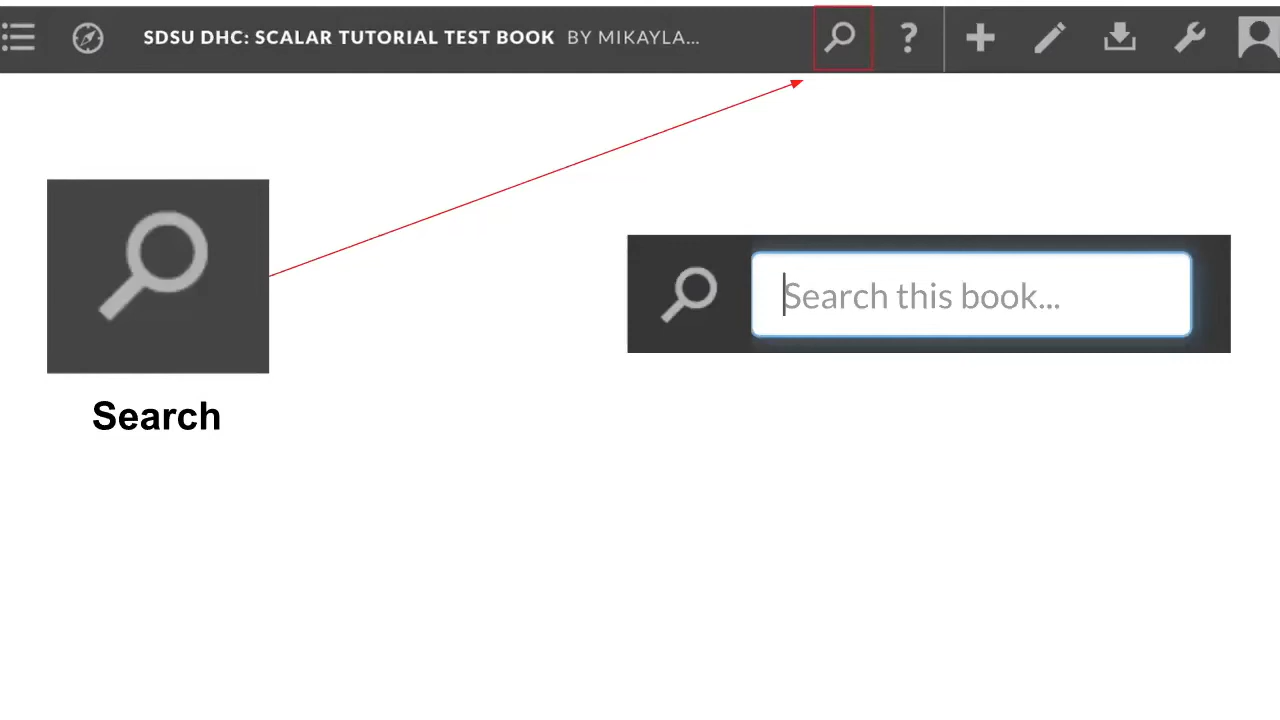 SDSU DHC: SCALAR TUTORIAL TEST BOOK BY MIKAYLA...
?
Search this book...
Search